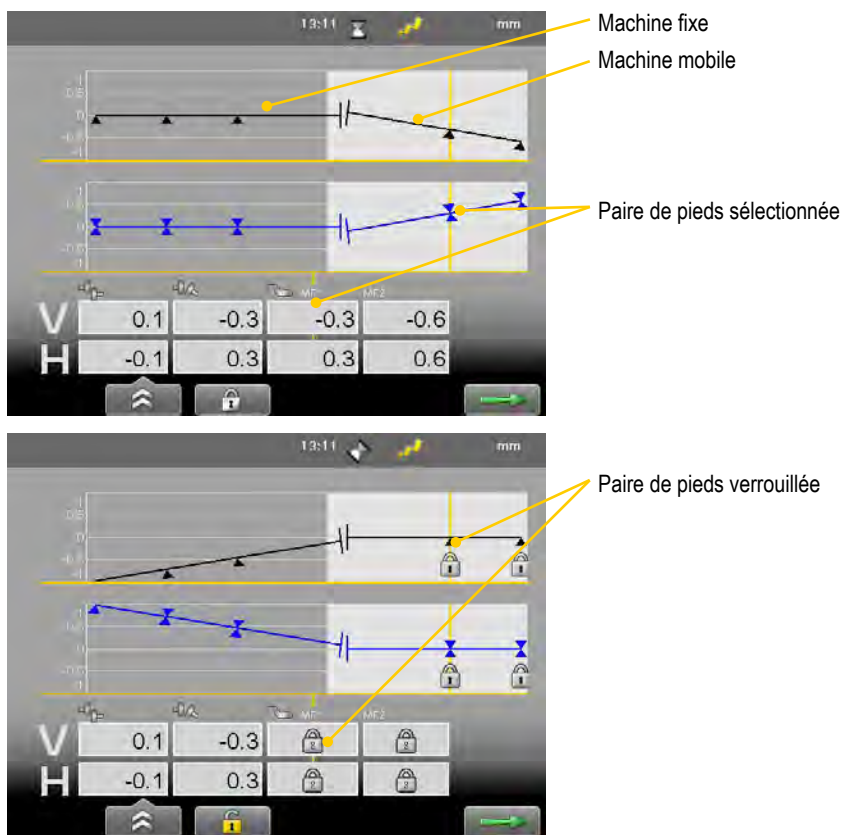 13:11 mm
Machine fixe
Machine mobile
1
0.5
0
-0.5
-1
Paire de pieds sélectionnée
1
0.5
0
-0.5
-1
MF1 MF2
V 0.1 -0.3 -0.3 -0.6
H -0.1 0.3 0.3 0.6
13:11 mm
Paire de pieds verrouillée
1
0.5
0
-0.5
-1
1
0.5
0
-0.5
-1
MF1 MF2
V 0.1 -0.3
H -0.1 0.3